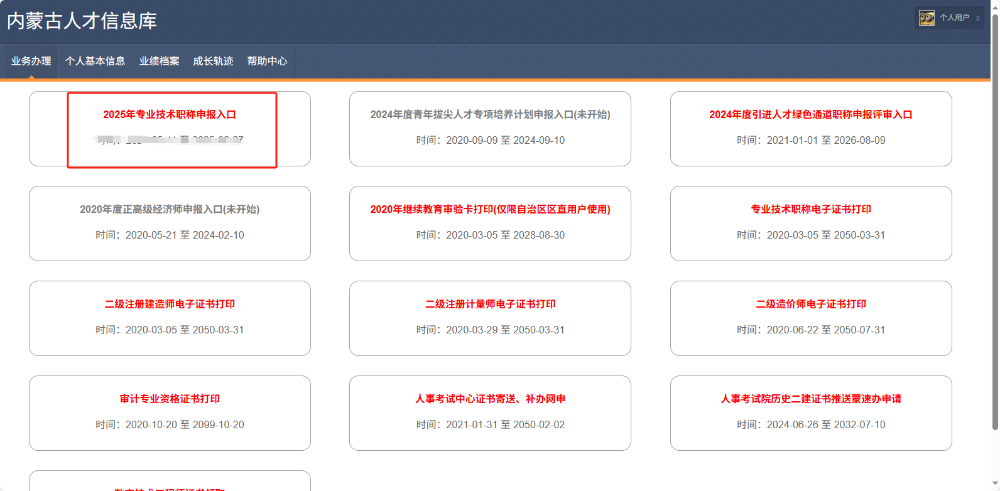 内蒙古人才信息库
个人用户
业务办理 个人基本信息 业绩档案 成长轨迹 帮助中心
2025年专业技术职称申报入口
2024年度青年拔尖人才专项培养计划申报入口(未开始)
时间：2020-09-09 至 2024-09-10
2024年度引进人才绿色通道职称申报评审入口
时间：2021-01-01 至 2026-08-09
2020年度正高级经济师申报入口(未开始)
时间：2020-05-21 至 2024-02-10
2020年继续教育审验卡打印(仅限自治区区直用户使用)
时间：2020-03-05 至 2028-08-30
专业技术职称电子证书打印
时间：2020-03-05 至 2050-03-31
二级注册建造师电子证书打印
时间：2020-03-05 至 2050-03-31
二级注册计量师电子证书打印
时间：2020-03-29 至 2050-03-31
二级造价师电子证书打印
时间：2020-06-22 至 2050-07-31
审计专业资格证书打印
时间：2020-10-20 至 2099-10-20
人事考试中心证书寄送、补办网申
时间：2021-01-31 至 2050-02-02
人事考试院历史二建证书推送蒙速办申请
时间：2024-06-26 至 2032-07-10